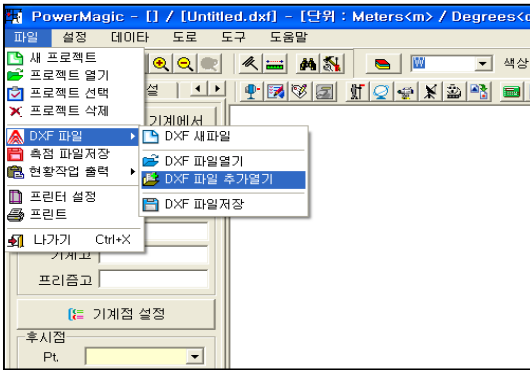 PowerMagic - [] / [Untitled.dxf] - [단위 : Meters<m> / Degrees<d
파일 설정 데이타 도로 도구 도움말
새 프로젝트
프로젝트 열기
색상
프로젝트 선택
설
프로젝트 삭제
기계에서
DXF 파일
DXF 새파일
측점 파일저장
DXF 파일열기
현황작업 출력
DXF 파일 추가열기
프린터 설정
DXF 파일저장
프린트
나가기 Ctrl+X
기계고
프리즘고
기계점 설정
후시점
Pt.